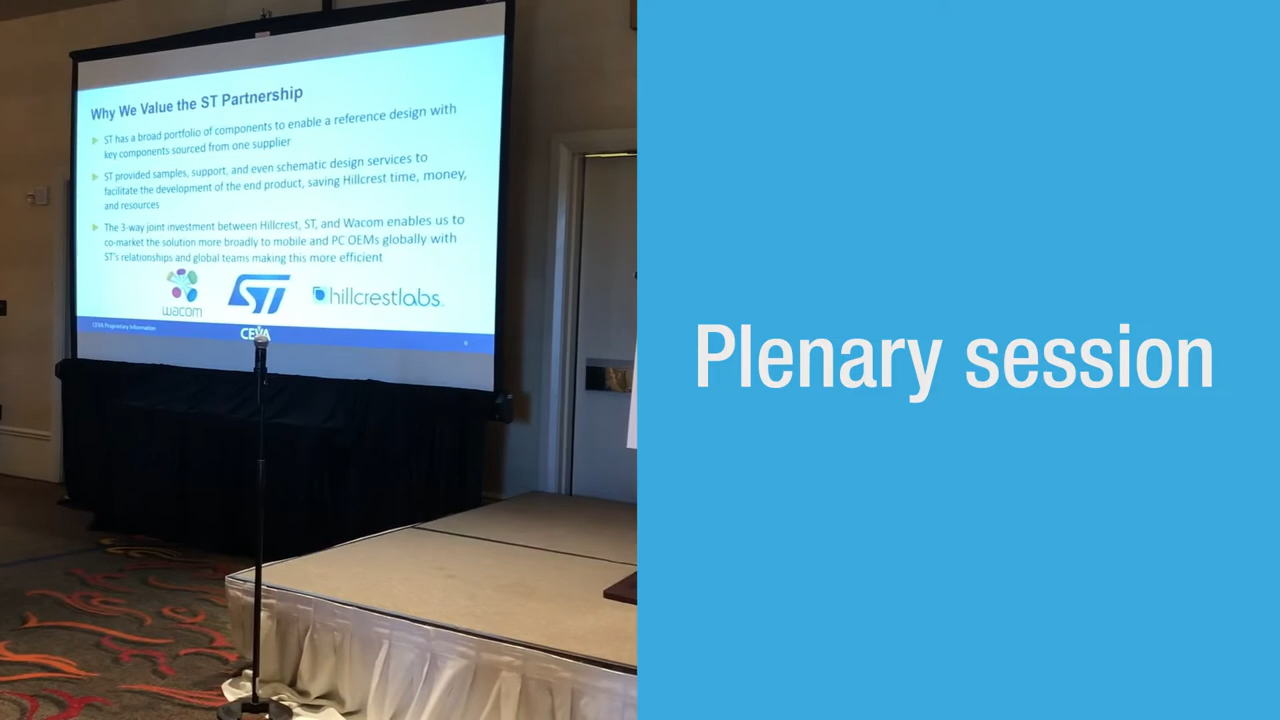 Why We Value the ST Partnership
ST has a broad portfolio of components to enable a reference design with
key components sourced from one supplier
ST provided samples, support, and even schematic design services to
facilitate the development of the end product, saving Hillcrest time, money,
and resources
The 3-way joint investment between Hillcrest, ST, and Wacom enables us to
co-market the solution more broadly to mobile and PC OEMs globally with
ST's relationships and global teams making this more efficient
wacom
ST
hillcrestlabs
CEVA Proprietary Information
CEVA
Plenary session